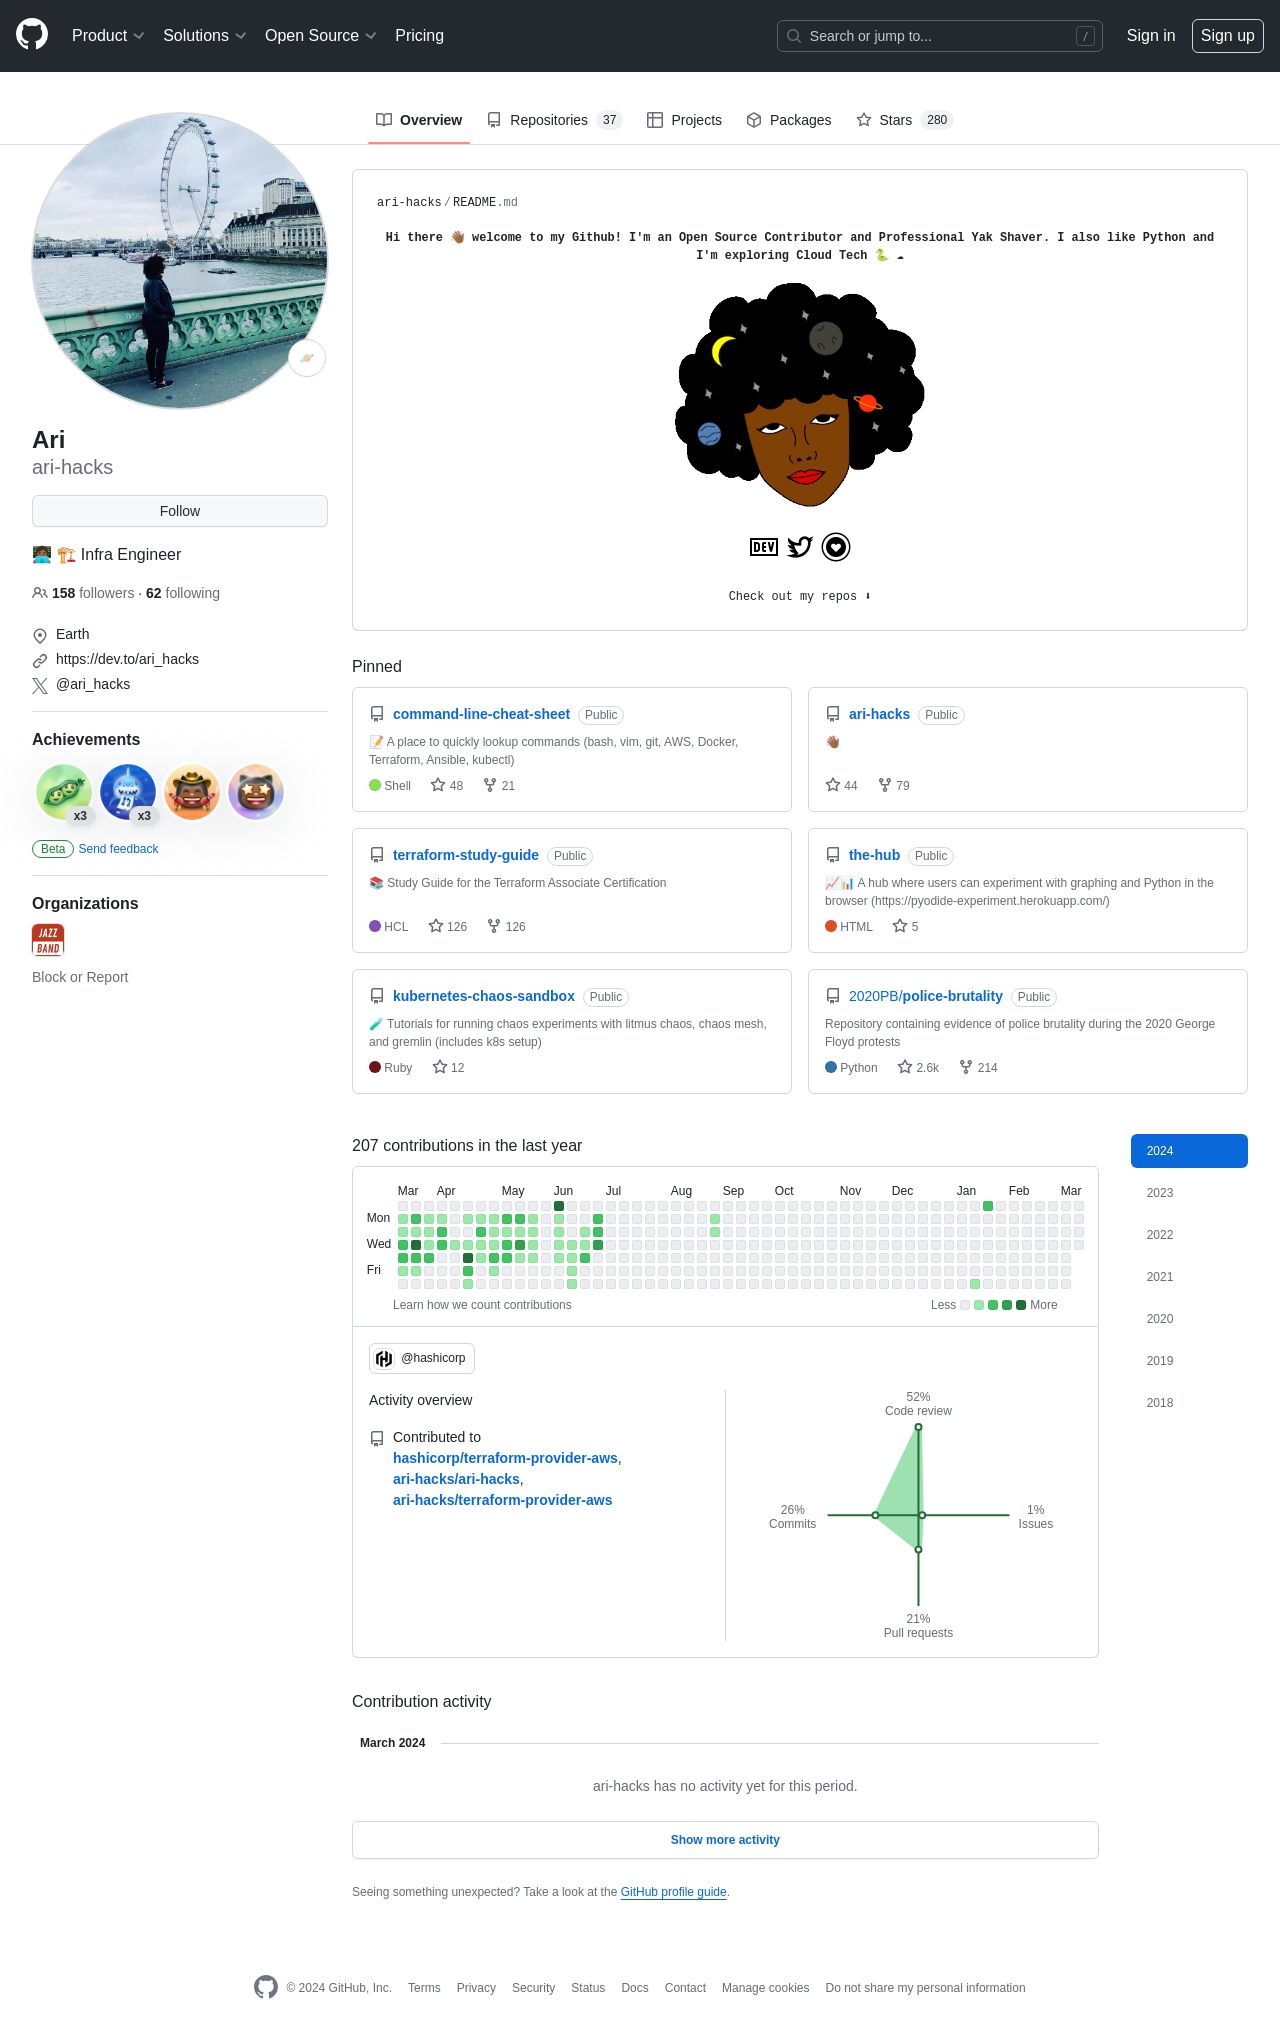 Product Solutions Open Source Pricing Search or jump to... / Sign in Sign up
Overview Repositories 37 Projects Packages Stars 280
Ari
ari-hacks
Follow
👩🏾‍💻 🏗️ Infra Engineer
158 followers · 62 following
Earth
https://dev.to/ari_hacks
@ari_hacks
Achievements
x3 x3
Beta Send feedback
Organizations
JAZZ
BAND
Block or Report
ari-hacks/README.md
Hi there 👋🏾 welcome to my Github! I'm an Open Source Contributor and Professional Yak Shaver. I also like Python and
I'm exploring Cloud Tech 🐍 ☁
DEV
Check out my repos ⬇
Pinned
command-line-cheat-sheet Public
📝 A place to quickly lookup commands (bash, vim, git, AWS, Docker,
Terraform, Ansible, kubectl)
Shell 48 21
ari-hacks Public
👋🏾
44 79
terraform-study-guide Public
📚 Study Guide for the Terraform Associate Certification
HCL 126 126
the-hub Public
📈📊 A hub where users can experiment with graphing and Python in the
browser (https://pyodide-experiment.herokuapp.com/)
HTML 5
kubernetes-chaos-sandbox Public
🧪 Tutorials for running chaos experiments with litmus chaos, chaos mesh,
and gremlin (includes k8s setup)
Ruby 12
2020PB/police-brutality Public
Repository containing evidence of police brutality during the 2020 George
Floyd protests
Python 2.6k 214
207 contributions in the last year
Mar Apr May Jun Jul Aug Sep Oct Nov Dec Jan Feb Mar
Mon
Wed
Fri
Learn how we count contributions Less More
@hashicorp
Activity overview
Contributed to
hashicorp/terraform-provider-aws,
ari-hacks/ari-hacks,
ari-hacks/terraform-provider-aws
52%
Code review
26%
Commits
1%
Issues
21%
Pull requests
2024
2023
2022
2021
2020
2019
2018
Contribution activity
March 2024
ari-hacks has no activity yet for this period.
Show more activity
Seeing something unexpected? Take a look at the GitHub profile guide.
© 2024 GitHub, Inc. Terms Privacy Security Status Docs Contact Manage cookies Do not share my personal information